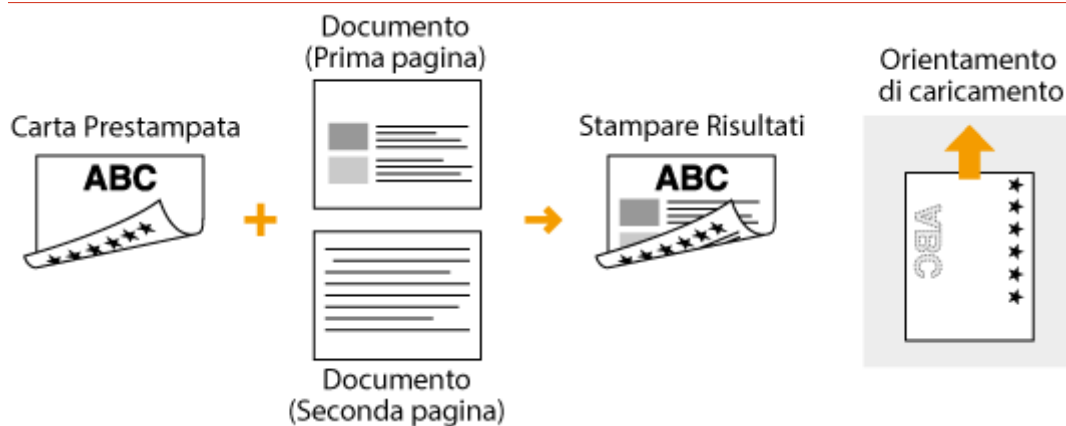 Documento
(Prima pagina)
Orientamento
di caricamento
Carta Prestampata
Stampare Risultati
ABC
ABC
ABC
Documento
(Seconda pagina)